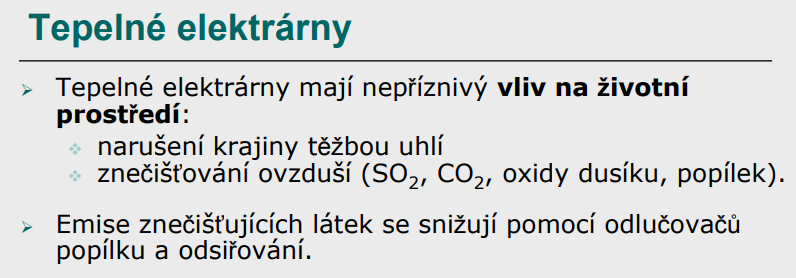 Tepelné elektrárny
Tepelné elektrárny mají nepříznivý vliv na životní
prostředí:
narušení krajiny těžbou uhlí
znečišťování ovzduší (SO₂, CO₂, oxidy dusíku, popílek).
Emise znečišťujících látek se snižují pomocí odlučovačů
popílku a odsiřování.